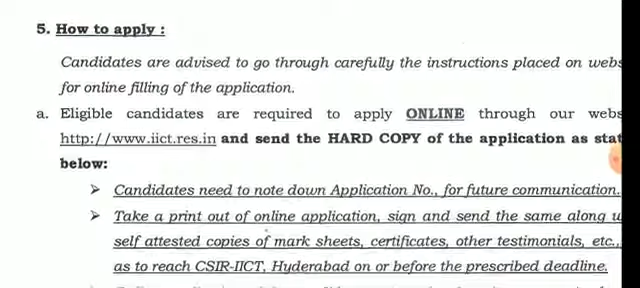 5. How to apply :
Candidates are advised to go through carefully the instructions placed on webs
for online filling of the application.
a. Eligible candidates are required to apply ONLINE through our webs
http://www.iict.res.in and send the HARD COPY of the application as stat
below:
➢ Candidates need to note down Application No., for future communication.
➢ Take a print out of online application, sign and send the same along w
self attested copies of mark sheets, certificates, other testimonials, etc.,
as to reach CSIR-IICT, Hyderabad on or before the prescribed deadline.